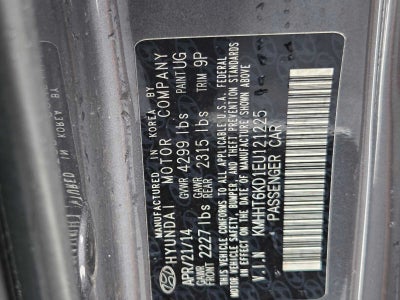 MANUFACTURED IN KOREA BY
HYUNDAI MOTOR COMPANY
APR/21/14 GVWR 4299 lbs PAINT UG
GAWR FRONT 2227 lbs GAWR REAR 2315 lbs TRIM 9P
THIS VEHICLE CONFORMS TO ALL APPLICABLE U.S.A. FEDERAL
MOTOR VEHICLE SAFETY, BUMPER, AND THEFT PREVENTION STANDARDS
IN EFFECT ON THE DATE OF MANUFACTURE SHOWN ABOVE.
V.I.N KMHHT6KD1EU121225
PASSENGER CAR